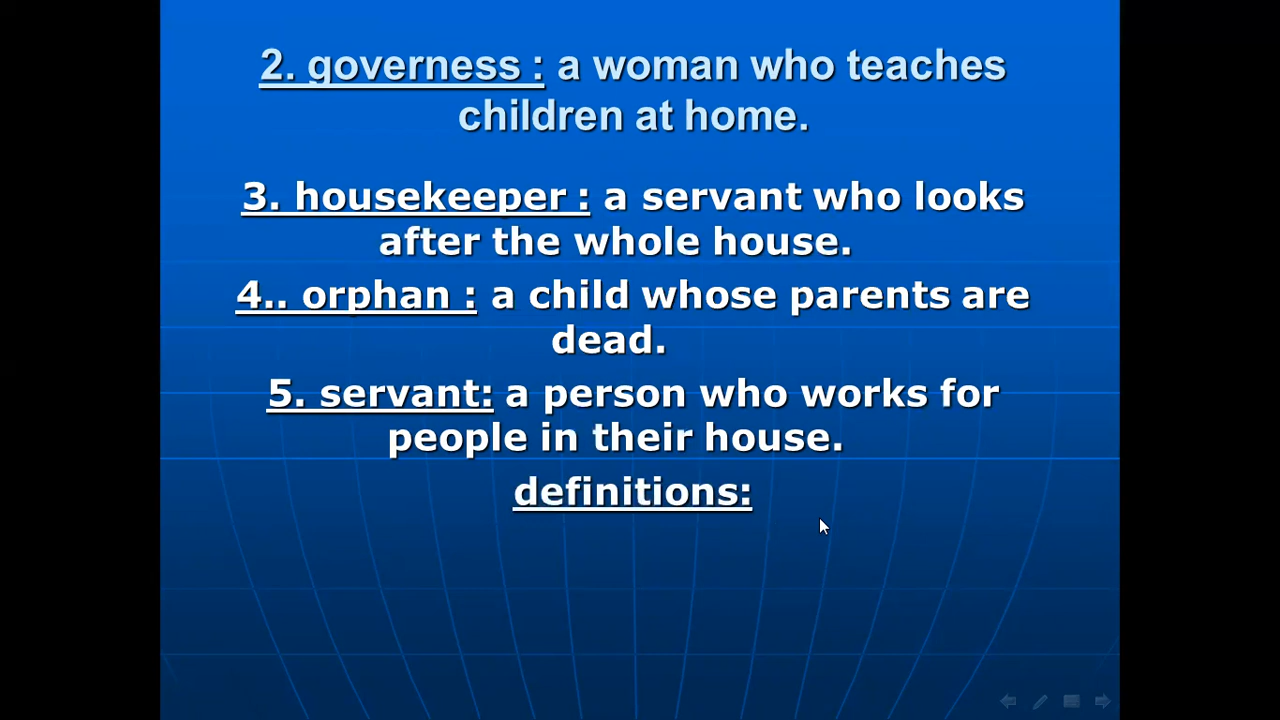 2. governess : a woman who teaches
children at home.
3. housekeeper : a servant who looks
after the whole house.
4.. orphan : a child whose parents are
dead.
5. servant: a person who works for
people in their house.
definitions: